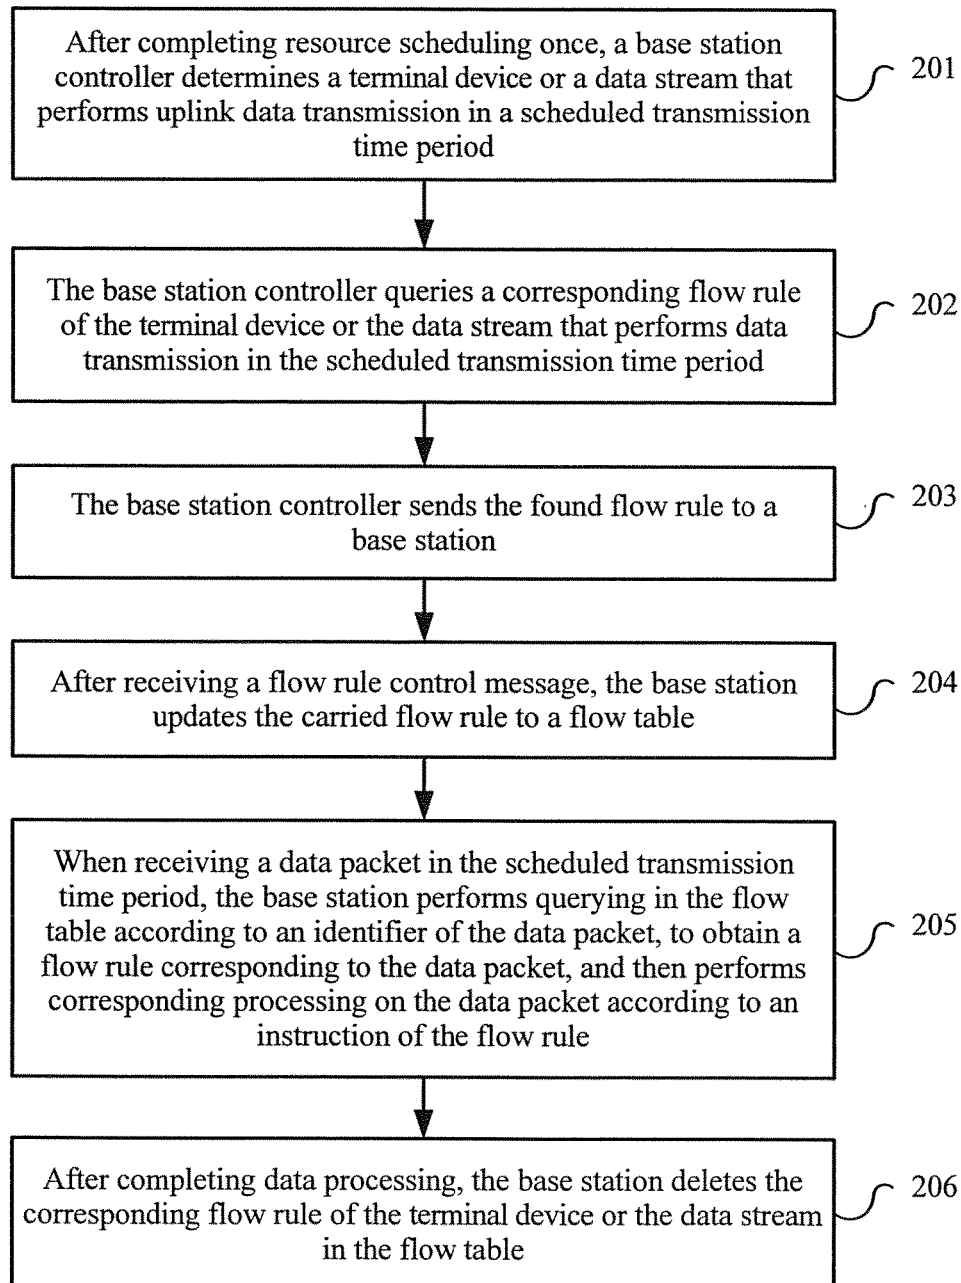 After completing resource scheduling once, a base station
controller determines a terminal device or a data stream that
performs uplink data transmission in a scheduled transmission
time period
201
The base station controller queries a corresponding flow rule
of the terminal device or the data stream that performs data
transmission in the scheduled transmission time period
202
The base station controller sends the found flow rule to a
base station
203
After receiving a flow rule control message, the base station
updates the carried flow rule to a flow table
204
When receiving a data packet in the scheduled transmission
time period, the base station performs querying in the flow
table according to an identifier of the data packet, to obtain a
flow rule corresponding to the data packet, and then performs
corresponding processing on the data packet according to an
instruction of the flow rule
205
After completing data processing, the base station deletes the
corresponding flow rule of the terminal device or the data stream
in the flow table
206